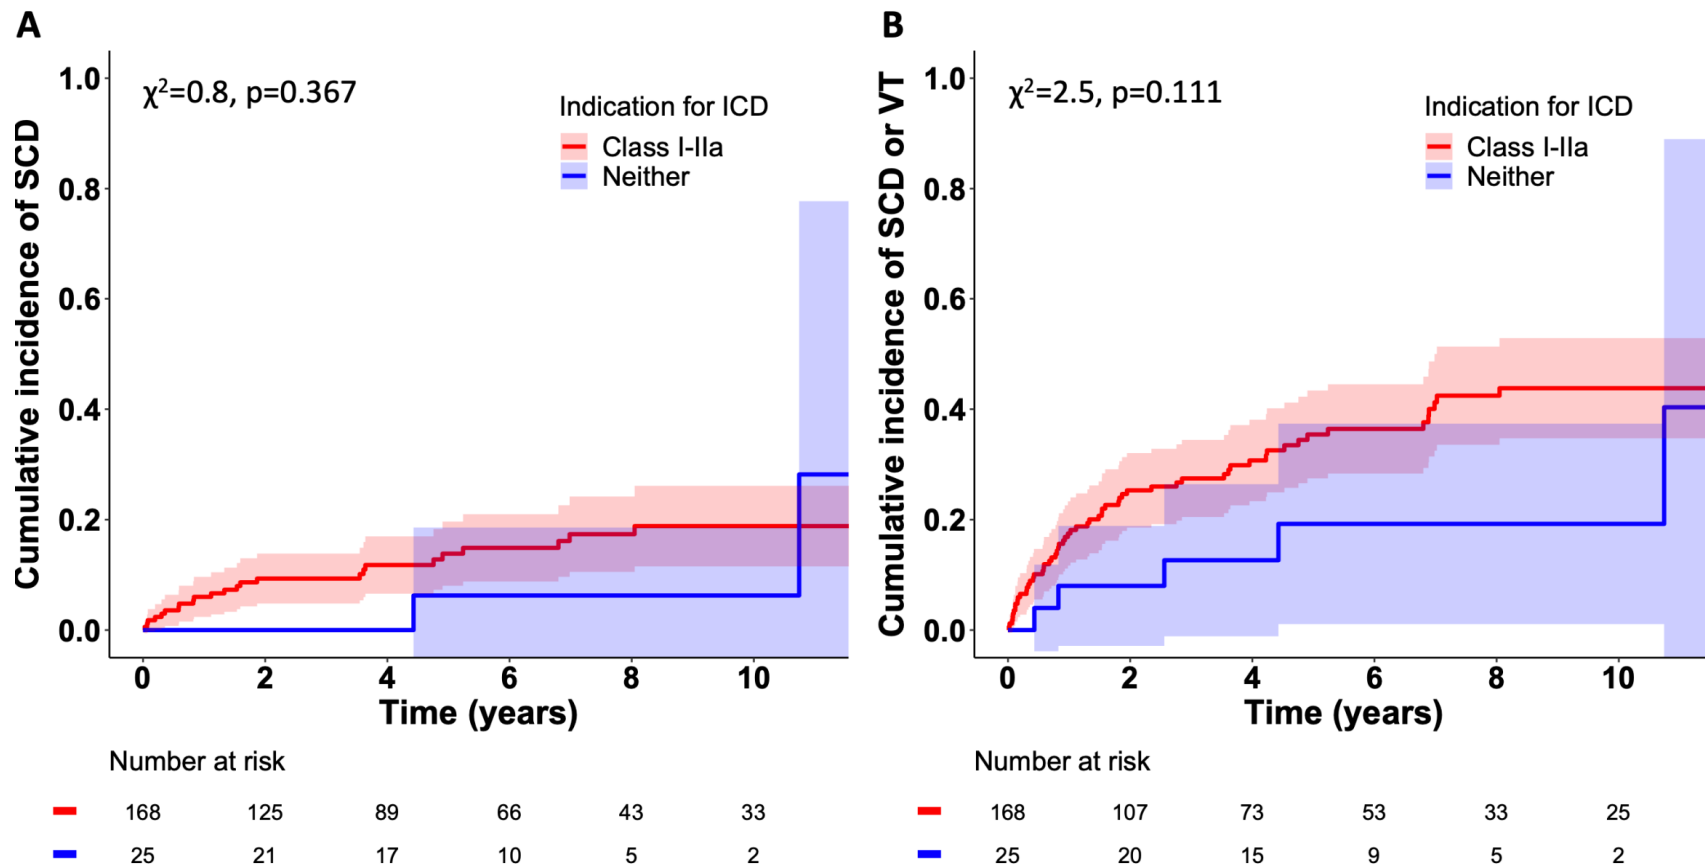 A
Cumulative incidence of SCD
1.0
0.8
0.6
0.4
0.2
0.0
χ²=0.8, p=0.367
Indication for ICD
Class I-IIa
Neither
0 2 4 6 8 10
Time (years)
Number at risk
168 125 89 66 43 33
25 21 17 10 5 2
B
Cumulative incidence of SCD or VT
1.0
0.8
0.6
0.4
0.2
0.0
χ²=2.5, p=0.111
Indication for ICD
Class I-IIa
Neither
0 2 4 6 8 10
Time (years)
Number at risk
168 107 73 53 33 25
25 20 15 9 5 2